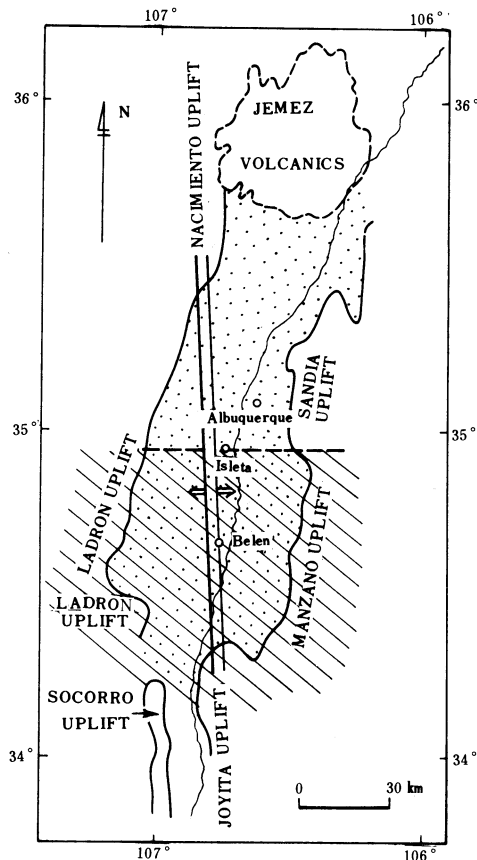 107°
106°
36°
36°
N
NACIMIENTO UPLIFT
JEMEZ
VOLCANICS
SANDIA
UPLIFT
Albuquerque
35°
35°
Isleta
LADRON UPLIFT
Belen
MANZANO UPLIFT
LADRON
UPLIFT
SOCORRO
UPLIFT
JOYITA UPLIFT
34°
34°
0 30 km
107°
106°